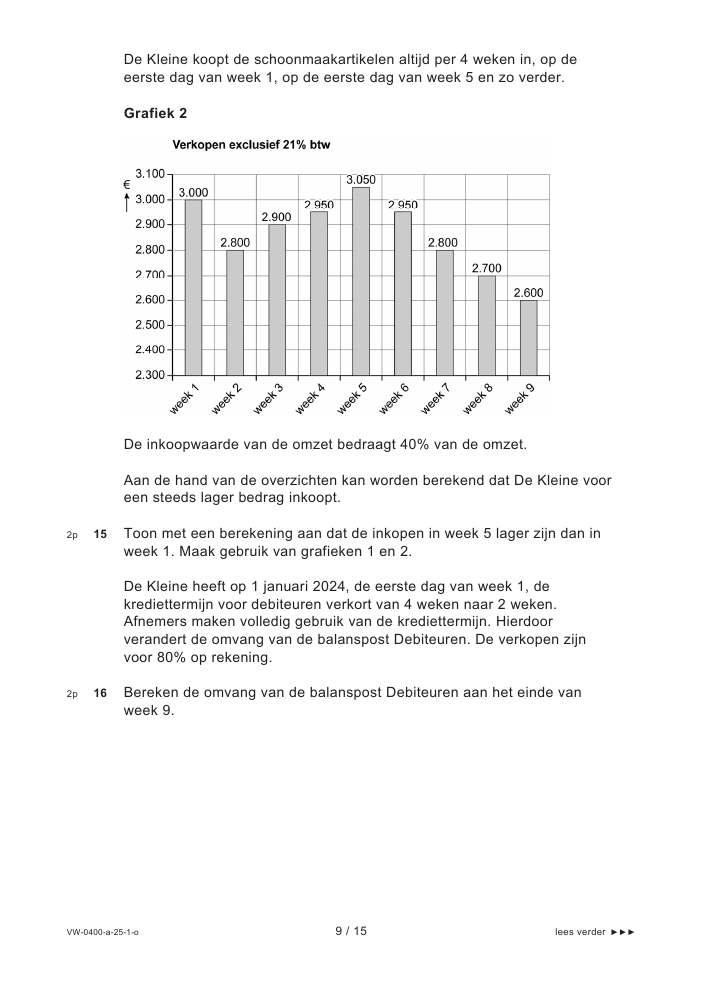 De Kleine koopt de schoonmaakartikelen altijd per 4 weken in, op de
eerste dag van week 1, op de eerste dag van week 5 en zo verder.
Grafiek 2
Verkopen exclusief 21% btw
€
3.100
3.000
2.900
2.800
2.700
2.600
2.500
2.400
2.300
3.000
2.800
2.900
2.950
3.050
2.950
2.800
2.700
2.600
week 1
week 2
week 3
week 4
week 5
week 6
week 7
week 8
week 9
De inkoopwaarde van de omzet bedraagt 40% van de omzet.
Aan de hand van de overzichten kan worden berekend dat De Kleine voor
een steeds lager bedrag inkoopt.
2p 15 Toon met een berekening aan dat de inkopen in week 5 lager zijn dan in
week 1. Maak gebruik van grafieken 1 en 2.
De Kleine heeft op 1 januari 2024, de eerste dag van week 1, de
krediettermijn voor debiteuren verkort van 4 weken naar 2 weken.
Afnemers maken volledig gebruik van de krediettermijn. Hierdoor
verandert de omvang van de balanspost Debiteuren. De verkopen zijn
voor 80% op rekening.
2p 16 Bereken de omvang van de balanspost Debiteuren aan het einde van
week 9.
VW-0400-a-25-1-o 9 / 15 lees verder ►►►